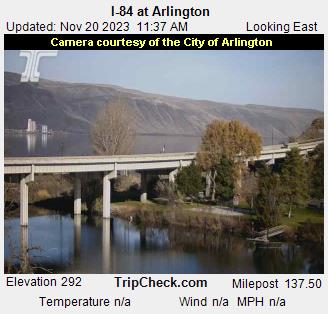 I-84 at Arlington
Updated: Nov 20 2023 11:37 AM Looking East
Camera courtesy of the City of Arlington
Elevation 292 TripCheck.com Milepost 137.50
Temperature n/a Wind n/a MPH n/a